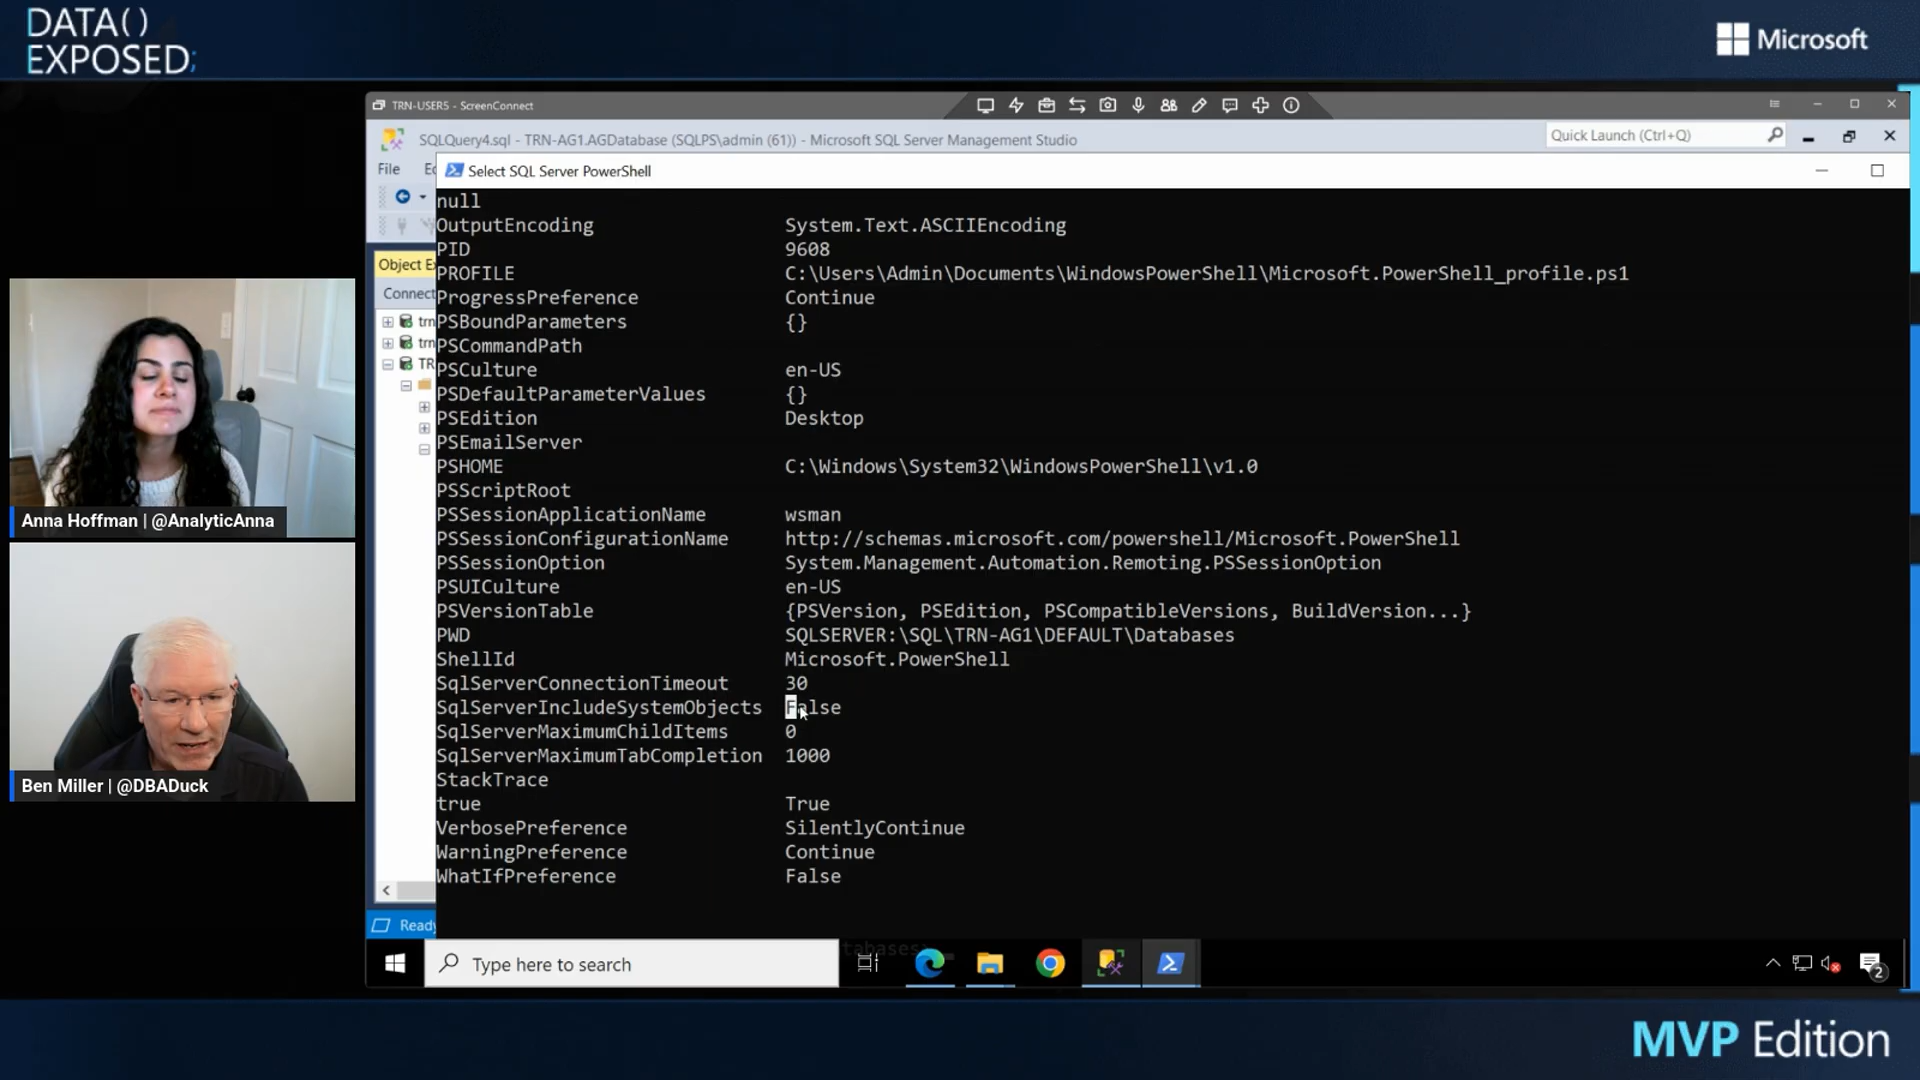 DATA()
EXPOSED;
Microsoft
TRN-USER5 - ScreenConnect
SQLQuery4.sql - TRN-AG1.AGDatabase (SQLPS\admin (61)) - Microsoft SQL Server Management Studio
Quick Launch (Ctrl+Q)
File
Select SQL Server PowerShell
null
OutputEncoding System.Text.ASCIIEncoding
PID 9608
PROFILE C:\Users\Admin\Documents\WindowsPowerShell\Microsoft.PowerShell_profile.ps1
ProgressPreference Continue
PSBoundParameters {}
PSCommandPath
PSCulture en-US
PSDefaultParameterValues {}
PSEdition Desktop
PSEmailServer
PSHOME C:\Windows\System32\WindowsPowerShell\v1.0
PSScriptRoot
PSSessionApplicationName wsman
PSSessionConfigurationName http://schemas.microsoft.com/powershell/Microsoft.PowerShell
PSSessionOption System.Management.Automation.Remoting.PSSessionOption
PSUICulture en-US
PSVersionTable {PSVersion, PSEdition, PSCompatibleVersions, BuildVersion...}
PWD SQLSERVER:\SQL\TRN-AG1\DEFAULT\Databases
ShellId Microsoft.PowerShell
SqlServerConnectionTimeout 30
SqlServerIncludeSystemObjects False
SqlServerMaximumChildItems 0
SqlServerMaximumTabCompletion 1000
StackTrace
true True
VerbosePreference SilentlyContinue
WarningPreference Continue
WhatIfPreference False
Object E
Connect
trn
trn
TR
Ready
tabases>
Type here to search
2
Anna Hoffman | @AnalyticAnna
Ben Miller | @DBADuck
MVP Edition